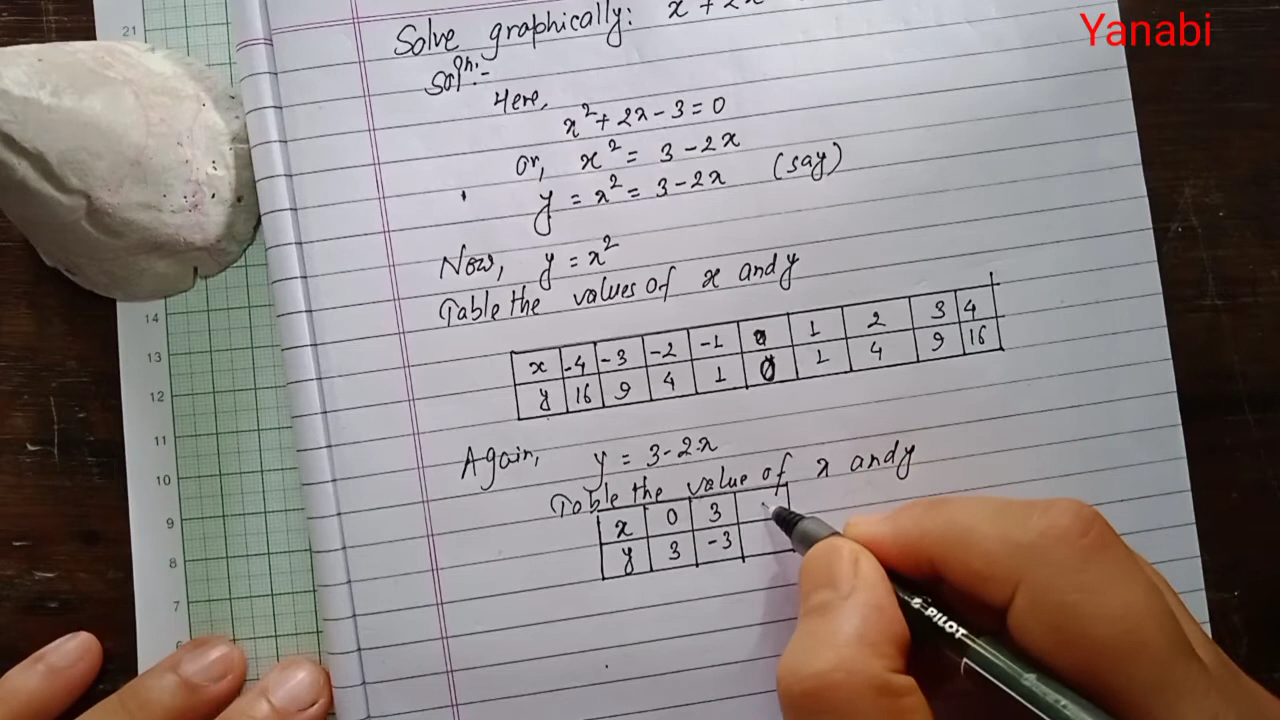 21
Yanabi
Solve graphically: x + 2x
Solⁿ:-
Here,
x² + 2x - 3 = 0
or, x² = 3 - 2x
y = x² = 3 - 2x (say)
Now, y = x²
Table the values of x and y
x -4 -3 -2 -1 0 1 2 3 4
y 16 9 4 1 0 1 4 9 16
Again, y = 3-2x
Table the value of x and y
x 0 3
y 3 -3
14
13
12
11
10
9
8
7
6
G-PILOT